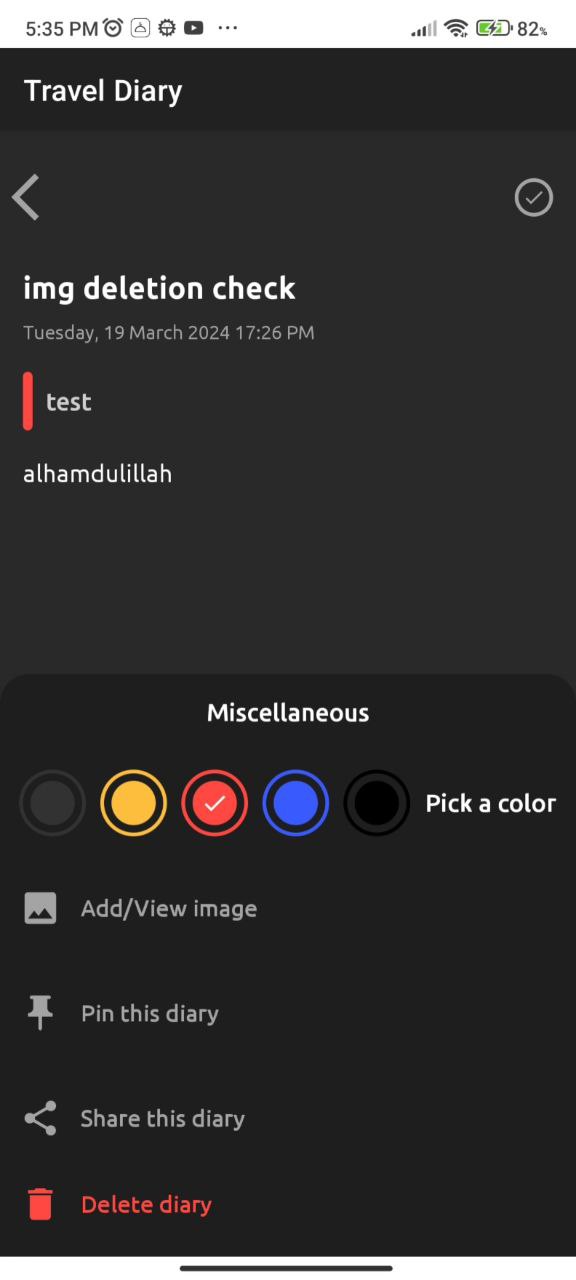 5:35 PM
82%
Travel Diary
img deletion check
Tuesday, 19 March 2024 17:26 PM
test
alhamdulillah
Miscellaneous
Pick a color
Add/View image
Pin this diary
Share this diary
Delete diary